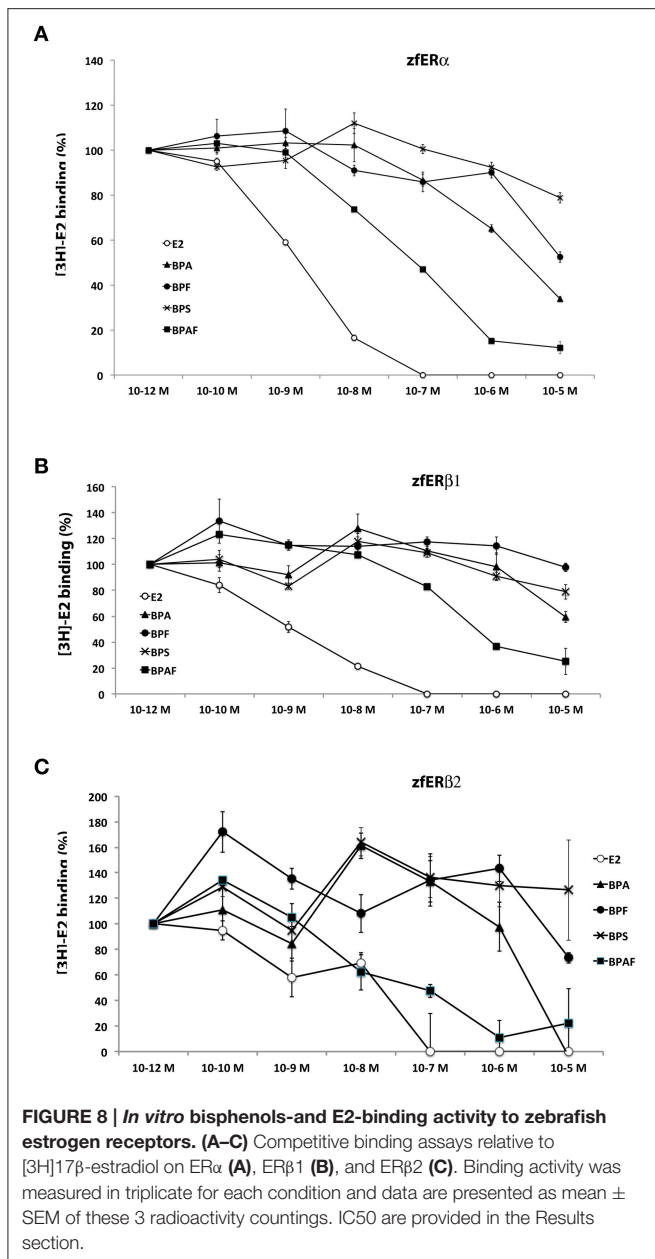 A
zfERα
140
120
100
80
60
40
20
0
[3H]-E2 binding (%)
E2
BPA
BPF
BPS
BPAF
10-12 M 10-10 M 10-9 M 10-8 M 10-7 M 10-6 M 10-5 M
B
zfERβ1
160
140
120
100
80
60
40
20
0
[3H]-E2 binding (%)
E2
BPA
BPF
BPS
BPAF
10-12 M 10-10 M 10-9 M 10-8 M 10-7 M 10-6 M 10-5 M
C
zfERβ2
200
180
160
140
120
100
80
60
40
20
0
[3H]-E2 binding (%)
E2
BPA
BPF
BPS
BPAF
10-12 M 10-10 M 10-9 M 10-8 M 10-7 M 10-6 M 10-5 M
FIGURE 8 | In vitro bisphenols-and E2-binding activity to zebrafish
estrogen receptors. (A–C) Competitive binding assays relative to
[3H]17β-estradiol on ERα (A), ERβ1 (B), and ERβ2 (C). Binding activity was
measured in triplicate for each condition and data are presented as mean ±
SEM of these 3 radioactivity countings. IC50 are provided in the Results
section.